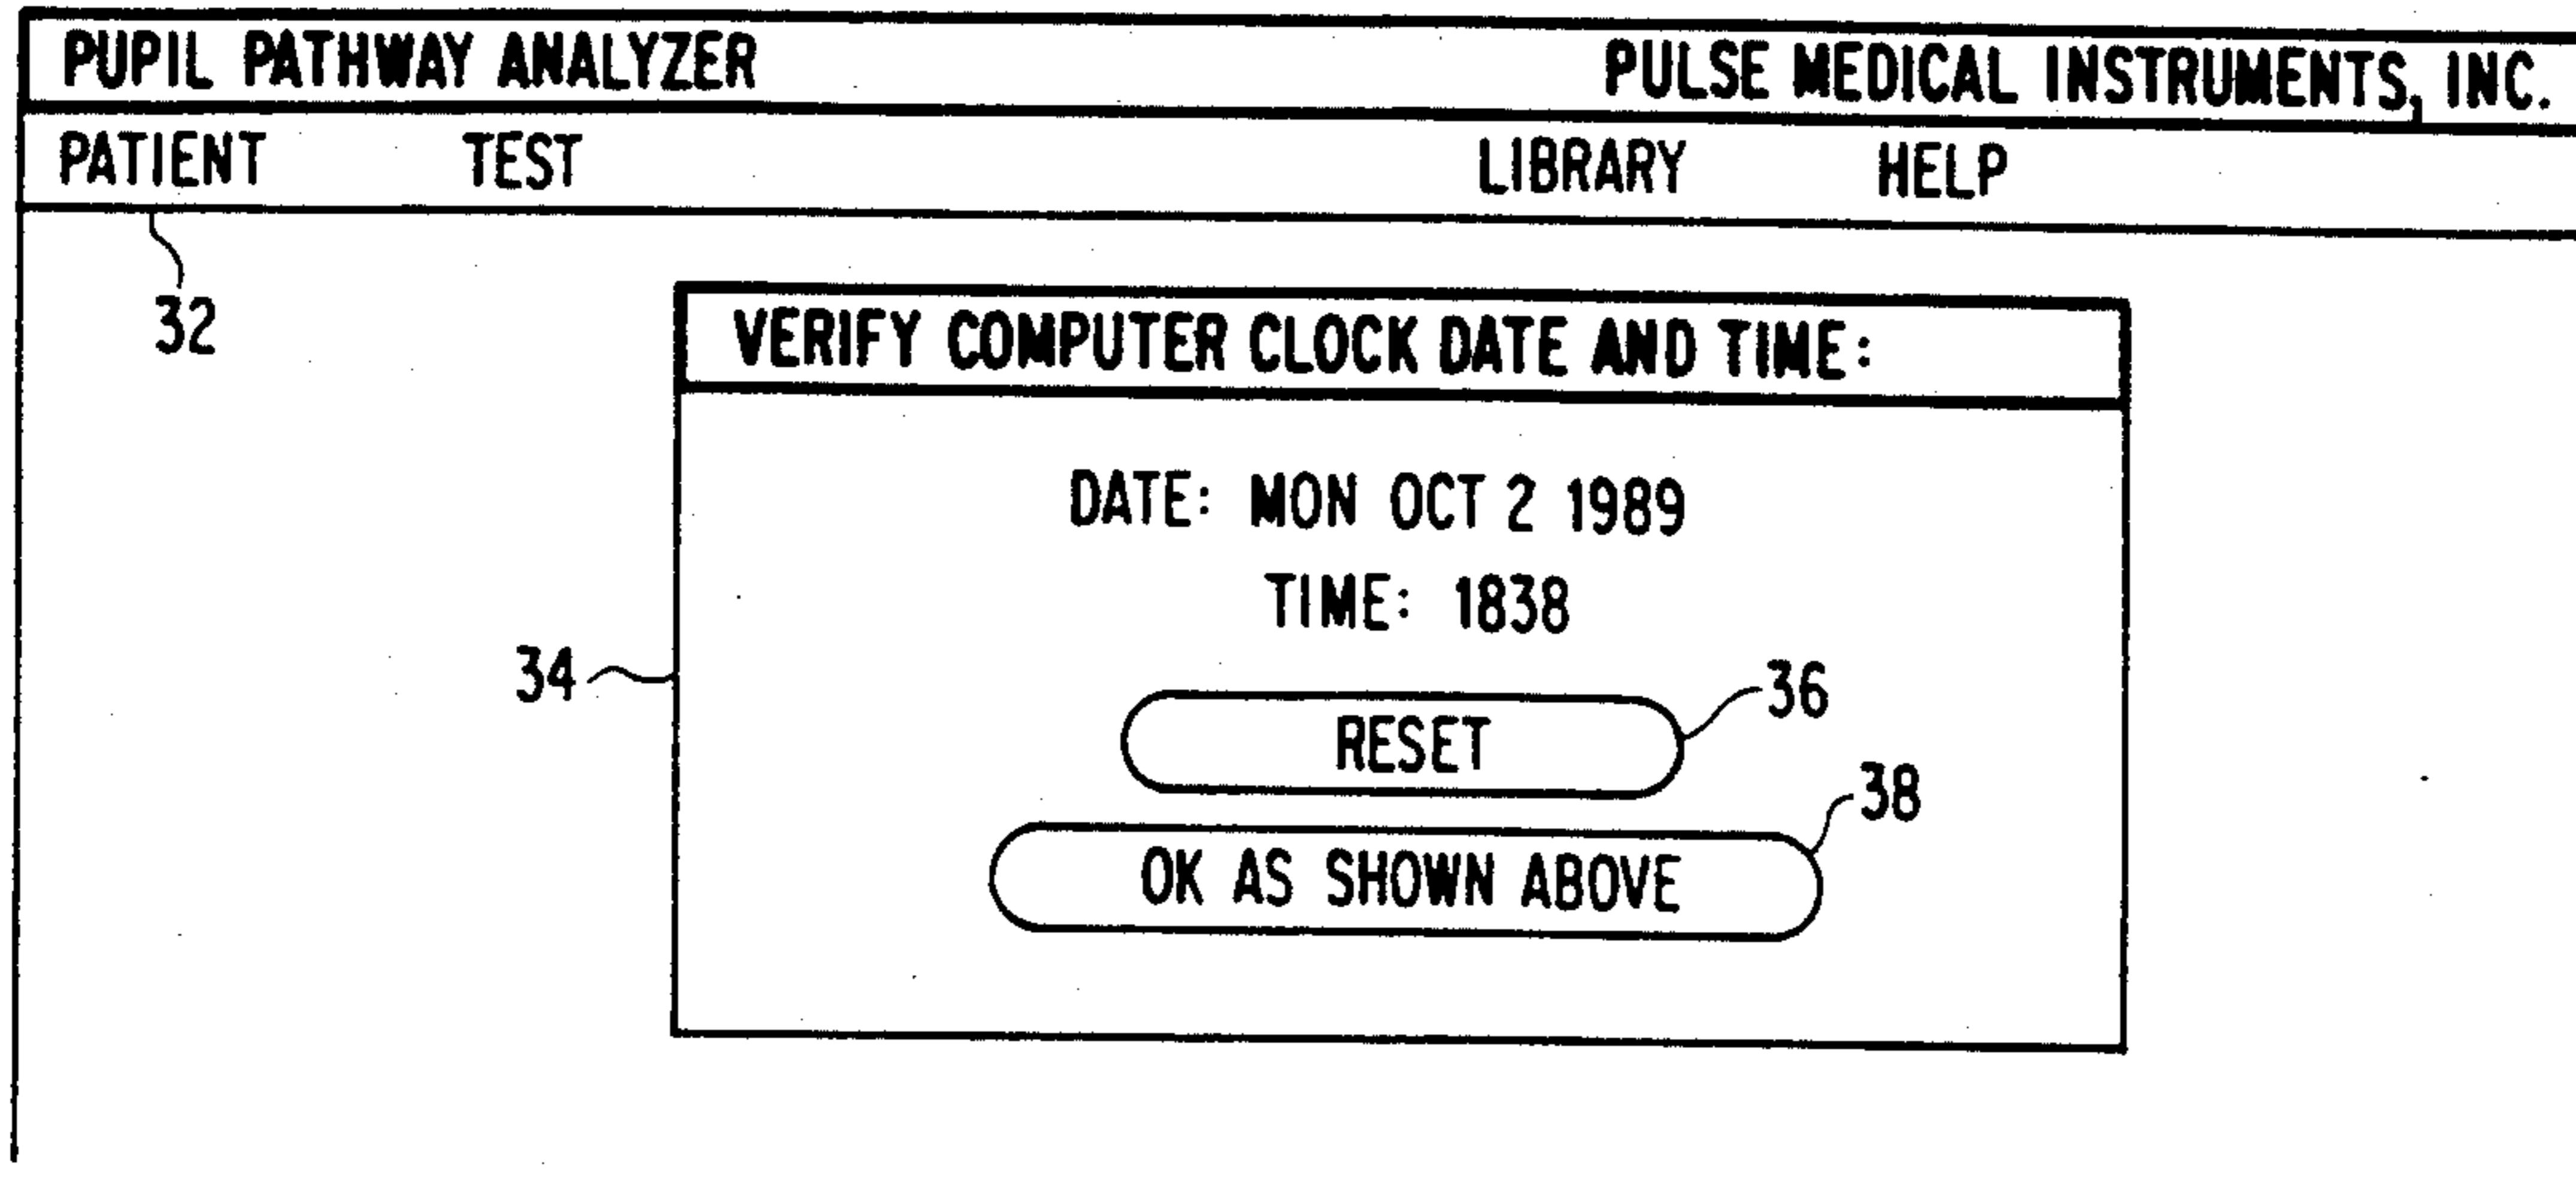 PUPIL PATHWAY ANALYZER PULSE MEDICAL INSTRUMENTS, INC.
PATIENT TEST LIBRARY HELP
32
VERIFY COMPUTER CLOCK DATE AND TIME:
DATE: MON OCT 2 1989
TIME: 1838
34
36
RESET
38
OK AS SHOWN ABOVE